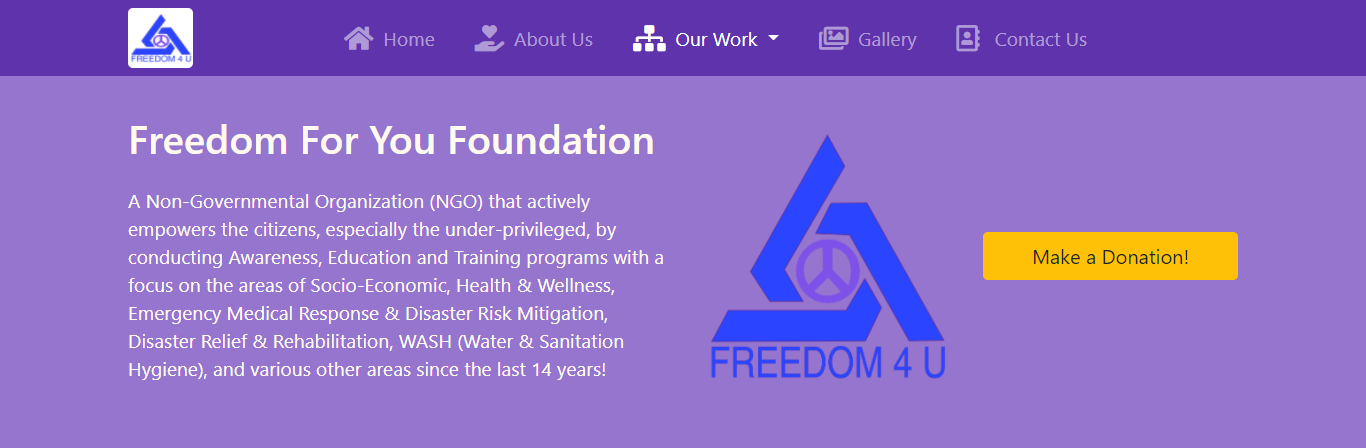 FREEDOM 4 U
Home
About Us
Our Work
Gallery
Contact Us
Freedom For You Foundation
A Non-Governmental Organization (NGO) that actively
empowers the citizens, especially the under-privileged, by
conducting Awareness, Education and Training programs with a
focus on the areas of Socio-Economic, Health & Wellness,
Emergency Medical Response & Disaster Risk Mitigation,
Disaster Relief & Rehabilitation, WASH (Water & Sanitation
Hygiene), and various other areas since the last 14 years!
FREEDOM 4 U
Make a Donation!